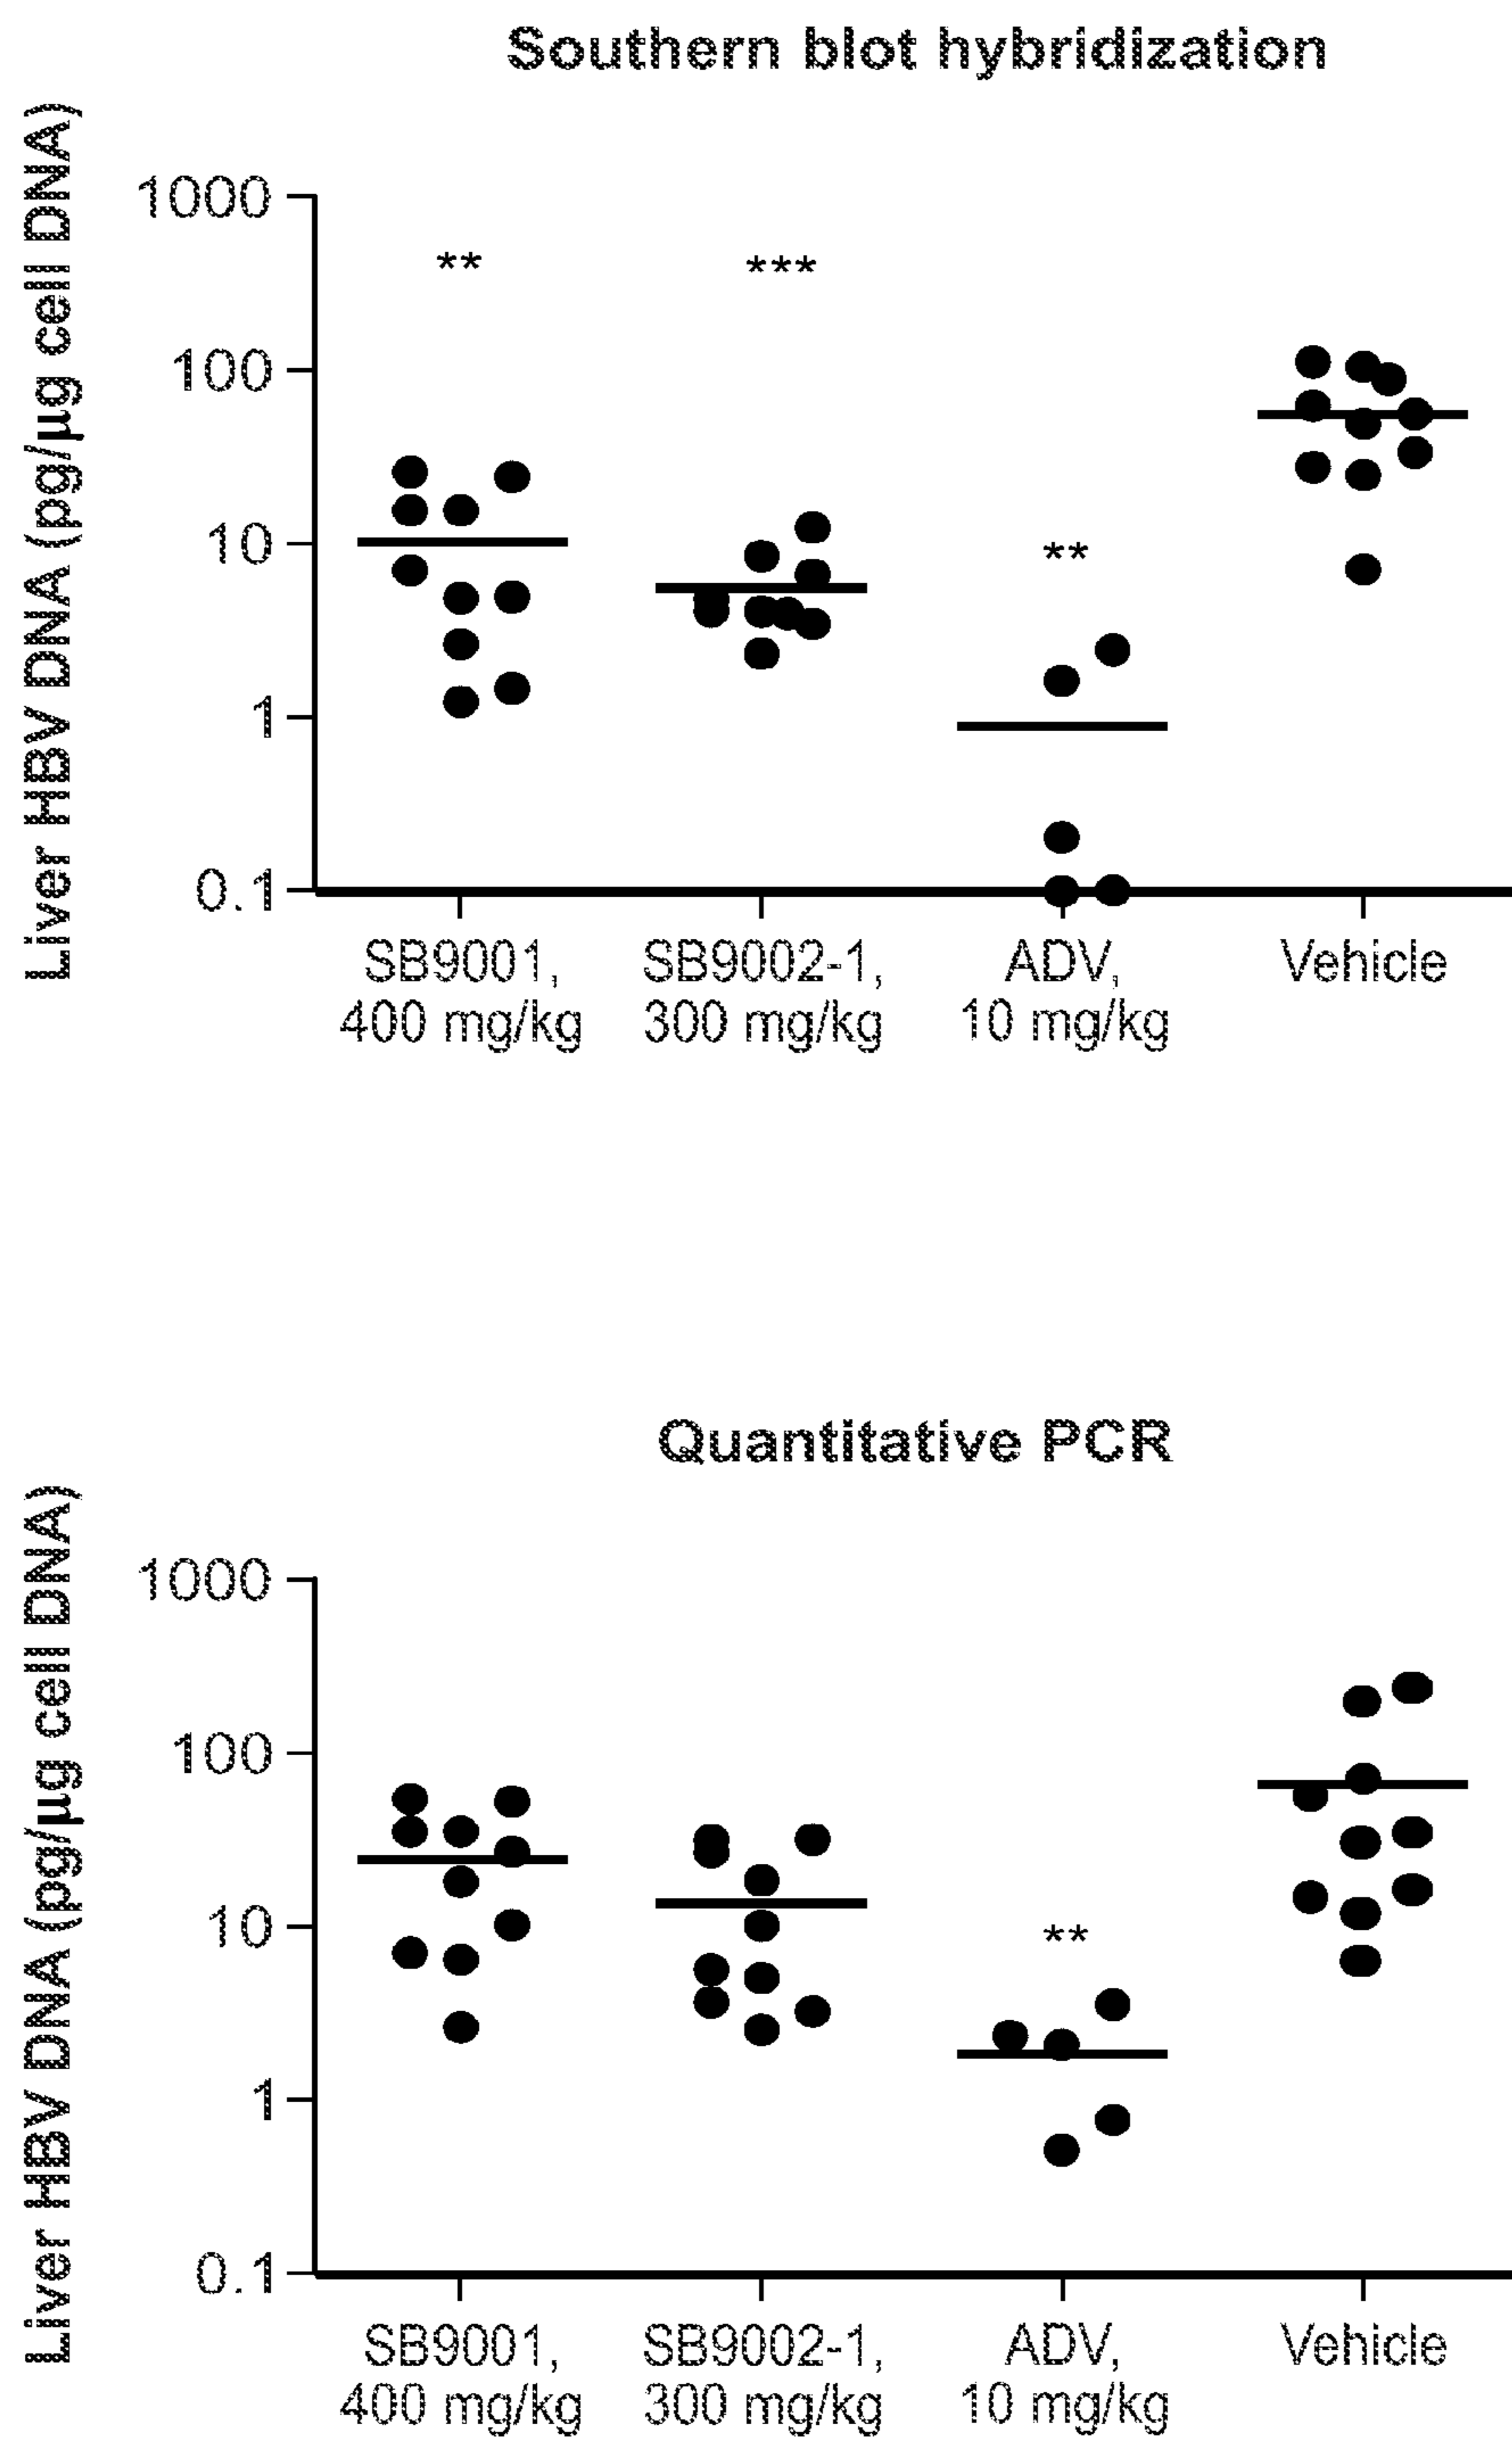 Southern blot hybridization
Liver HBV DNA (pg/µg cell DNA)
1000
100
10
1
0.1
**
***
**
SB9001,
400 mg/kg
SB9002-1,
300 mg/kg
ADV,
10 mg/kg
Vehicle
Quantitative PCR
Liver HBV DNA (pg/µg cell DNA)
1000
100
10
1
0.1
**
SB9001,
400 mg/kg
SB9002-1,
300 mg/kg
ADV,
10 mg/kg
Vehicle